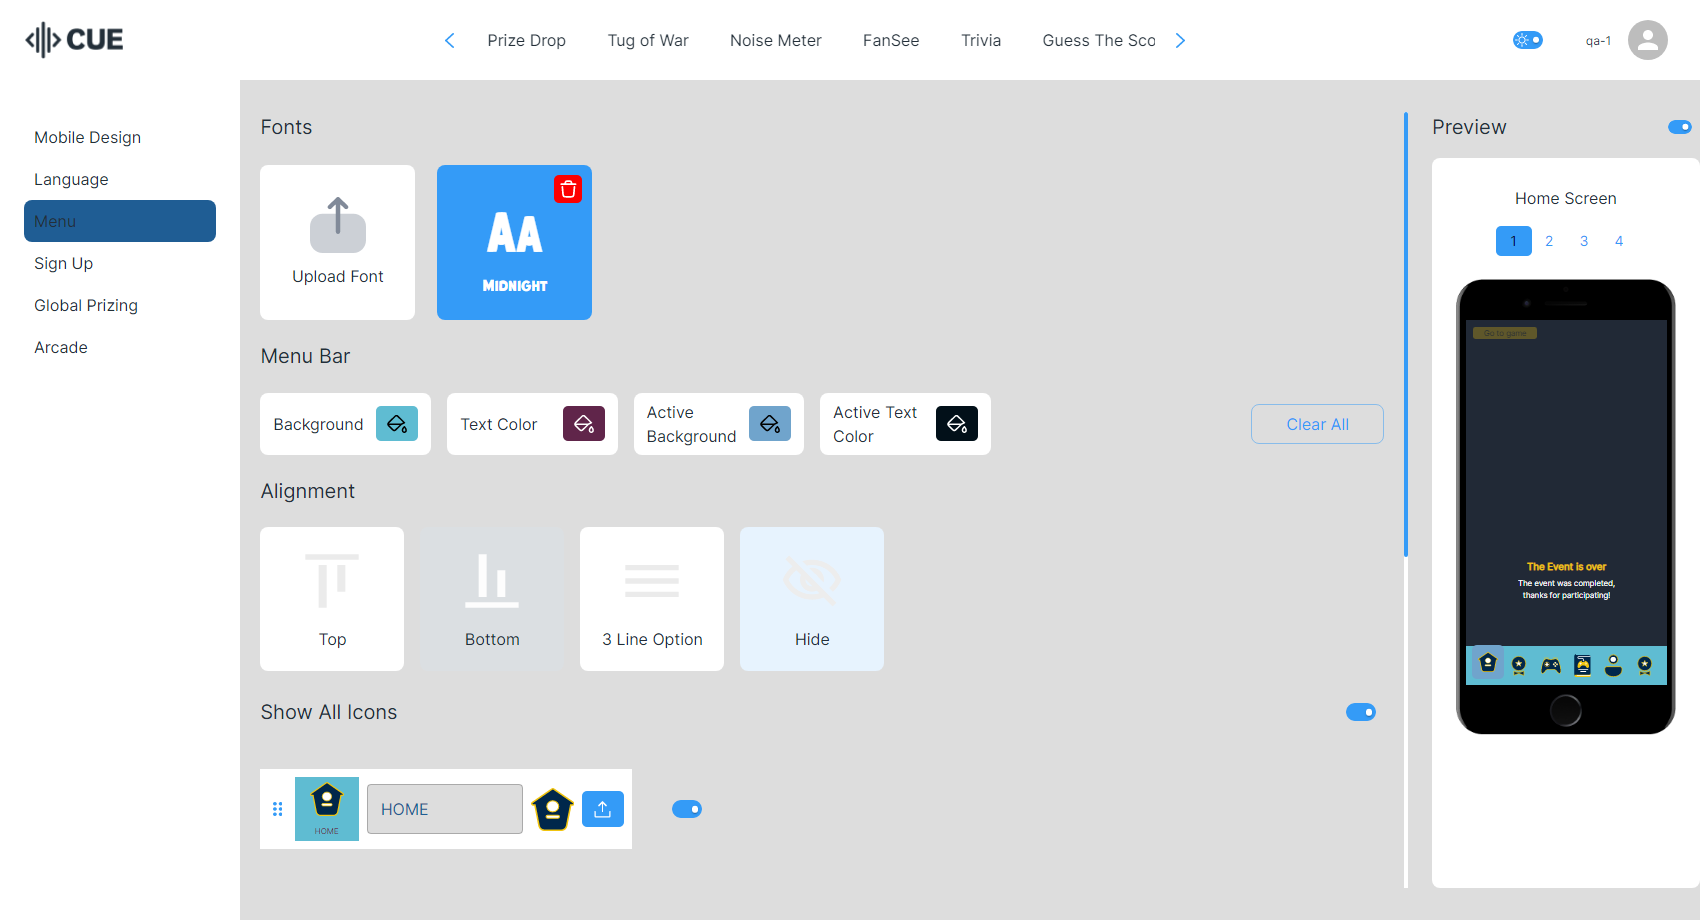 CUE
Prize Drop
Tug of War
Noise Meter
FanSee
Trivia
Guess The Sco
qa-1
Mobile Design
Language
Menu
Sign Up
Global Prizing
Arcade
Fonts
Upload Font
AA
MIDNIGHT
Menu Bar
Background
Text Color
Active
Background
Active Text
Color
Clear All
Alignment
Top
Bottom
3 Line Option
Hide
Show All Icons
HOME
HOME
Preview
Home Screen
1 2 3 4
Go to game
The Event is over
The event was completed,
thanks for participating!